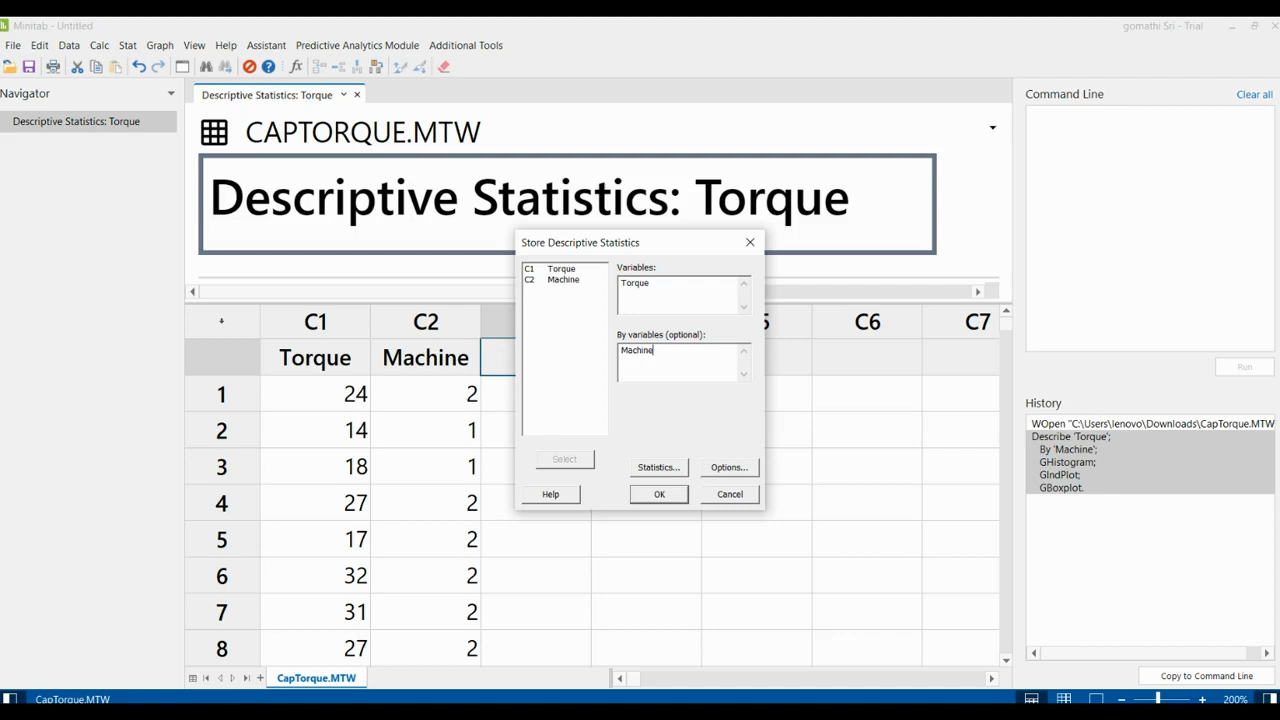 Minitab - Untitled
gomathi Sri - Trial
File Edit Data Calc Stat Graph View Help Assistant Predictive Analytics Module Additional Tools
Navigator
Descriptive Statistics: Torque
Descriptive Statistics: Torque
CAPTORQUE.MTW
Descriptive Statistics: Torque
Store Descriptive Statistics
C1 Torque
C2 Machine
Variables:
Torque
By variables (optional):
Machine
Select
Statistics...
Options...
Help
OK
Cancel
C1 C2 5 C6 C7
Torque Machine
1 24 2
2 14 1
3 18 1
4 27 2
5 17 2
6 32 2
7 31 2
8 27 2
CapTorque.MTW
Command Line
Clear all
Run
History
WOpen "C:\Users\lenovo\Downloads\CapTorque.MTW
Describe 'Torque';
By 'Machine';
GHistogram;
GIndPlot;
GBoxplot.
Copy to Command Line
CapTorque.MTW
200%